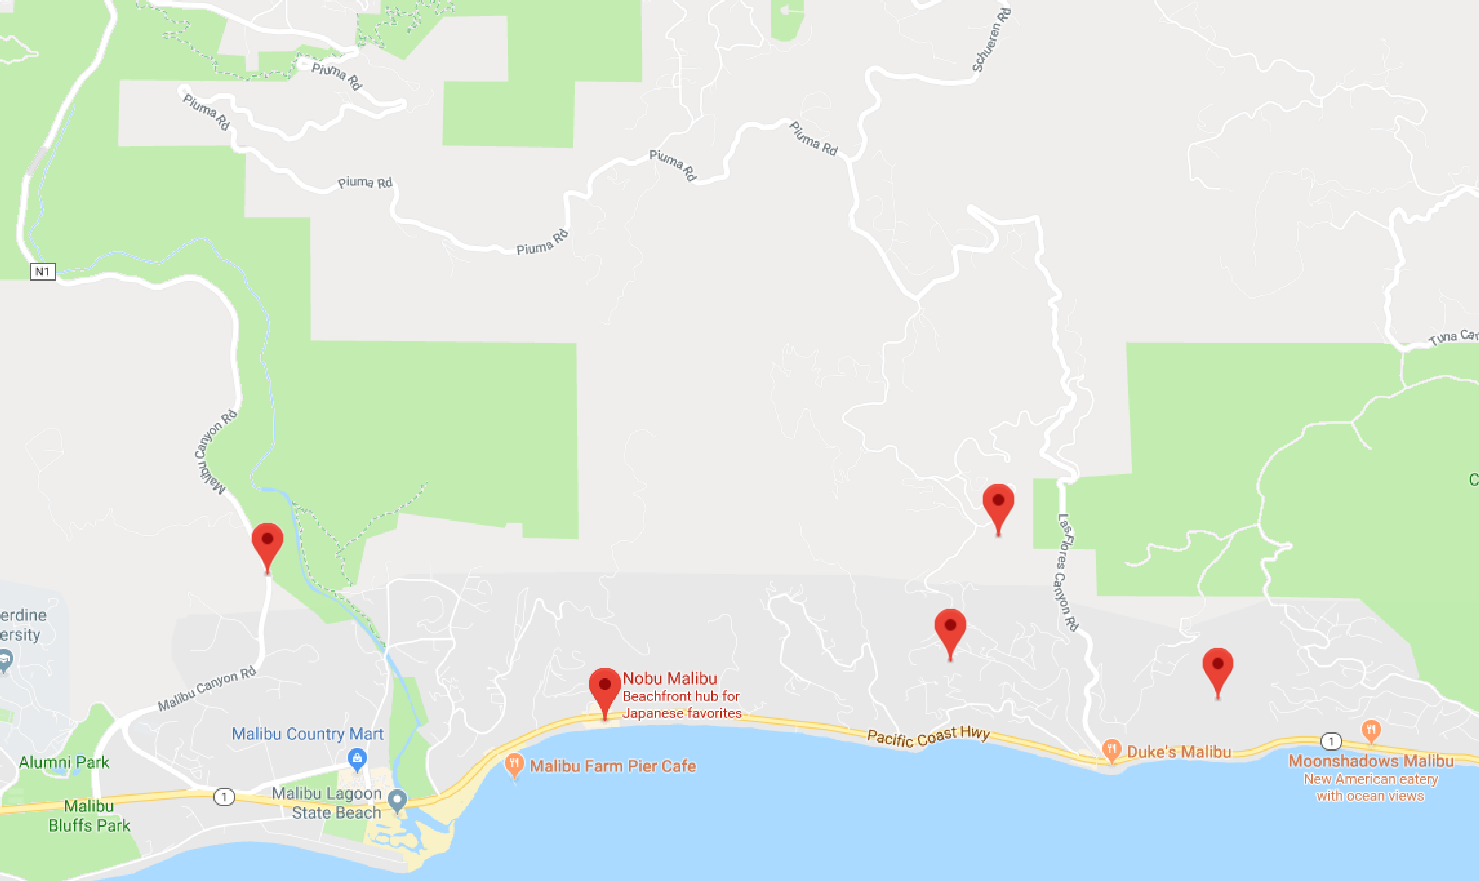 Schueren Rd
Piuma Rd
Piuma Rd
Piuma Rd
Piuma Rd
Piuma Rd
Piuma Rd
N1
Malibu Canyon Rd
Las Flores Canyon Rd
erdine
ersity
Malibu Canyon Rd
Nobu Malibu
Beachfront hub for
Japanese favorites
Pacific Coast Hwy
Malibu Country Mart
Alumni Park
Malibu Farm Pier Cafe
Duke's Malibu
1
Moonshadows Malibu
New American eatery
with ocean views
1
Malibu Lagoon
State Beach
Malibu
Bluffs Park
Tuna Can
C